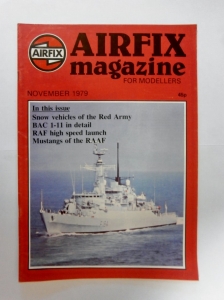 AIRFIX
AIRFIX
magazine
FOR MODELLERS
NOVEMBER 1979
45p
In this issue
Snow vehicles of the Red Army
BAC 1-11 in detail
RAF high speed launch
Mustangs of the RAAF